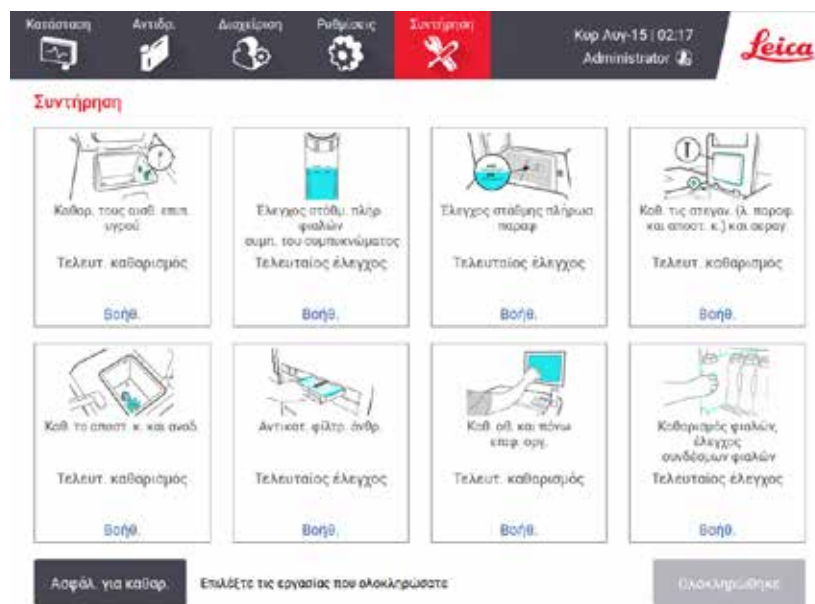 Κατάσταση
Αντιδρ.
Διαχείριση
Ρυθμίσεις
Συντήρηση
Κυρ Αυγ-15 | 02:17
Administrator
Leica
Συντήρηση
Καθαρ. τους αισθ. επιπ.
υγρού
Τελευτ. καθαρισμός
Βοήθ.
Έλεγχος στάθμ. πλήρ
φιαλών
συμπ. του συμπυκνώματος
Τελευταίος έλεγχος
Βοήθ.
Έλεγχος στάθμης πλήρωσ
παραφ
Τελευταίος έλεγχος
Βοήθ.
Καθ. τις στεγαν. (λ. παραφ.
και αποστ. κ.) και αεραγ
Τελευτ. καθαρισμός
Βοήθ.
Καθ. το αποστ. κ. και αναδ.
Τελευτ. καθαρισμός
Βοήθ.
Αντικατ. φίλτρ. άνθρ.
Τελευταίος έλεγχος
Βοήθ.
Καθ. οθ. και πάνω
επιφ. οργ.
Τελευτ. καθαρισμός
Βοήθ.
Καθαρισμός φιαλών,
έλεγχος
συνδέσμων φιαλών
Τελευταίος έλεγχος
Βοήθ.
Ασφάλ. για καθαρ.
Επιλέξτε τις εργασίας που ολοκληρώσατε
Ολοκληρώθηκε